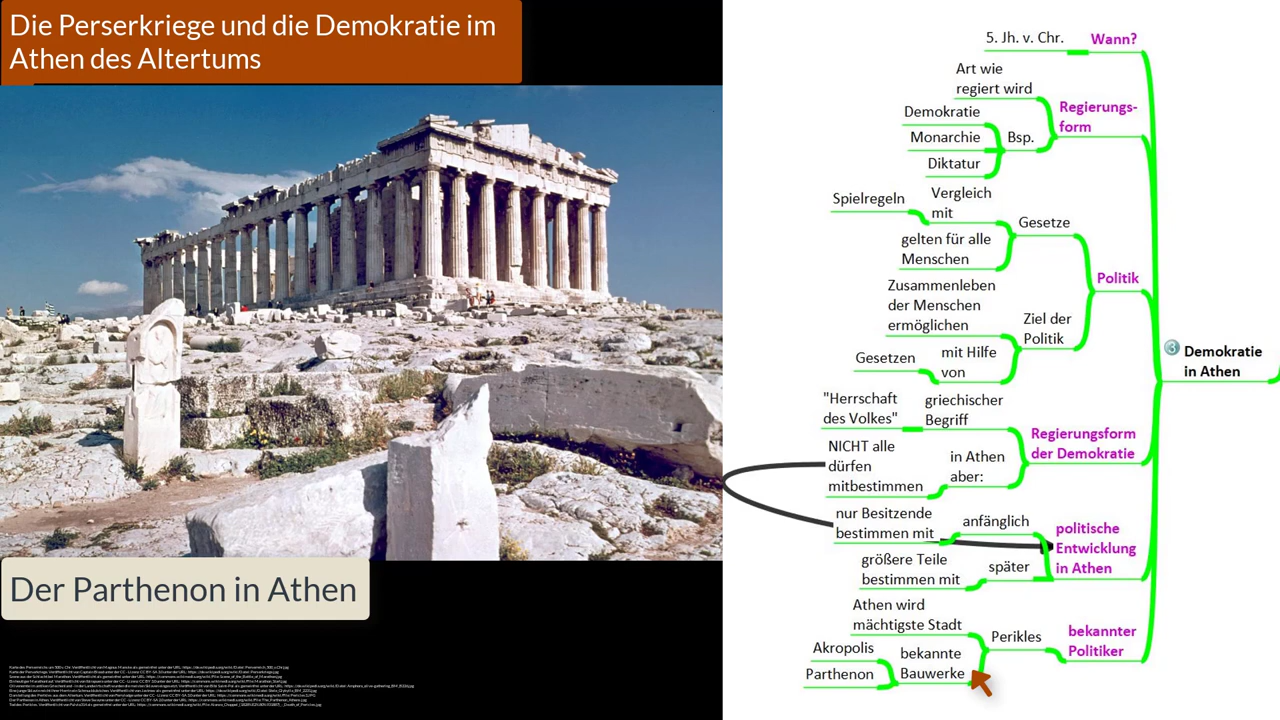 Die Perserkriege und die Demokratie im
Athen des Altertums
Der Parthenon in Athen
5. Jh. v. Chr.
Wann?
Art wie
regiert wird
Regierungs-
form
Demokratie
Monarchie
Bsp.
Diktatur
Spielregeln
Vergleich
mit
Gesetze
gelten für alle
Menschen
Politik
Zusammenleben
der Menschen
ermöglichen
Ziel der
Politik
Gesetzen
mit Hilfe
von
3
Demokratie
in Athen
"Herrschaft
des Volkes"
griechischer
Begriff
Regierungsform
der Demokratie
NICHT alle
dürfen
mitbestimmen
in Athen
aber:
nur Besitzende
bestimmen mit
anfänglich
politische
Entwicklung
in Athen
größere Teile
bestimmen mit
später
Athen wird
mächtigste Stadt
Perikles
bekannter
Politiker
Akropolis
Parthenon
bekannte
Bauwerke